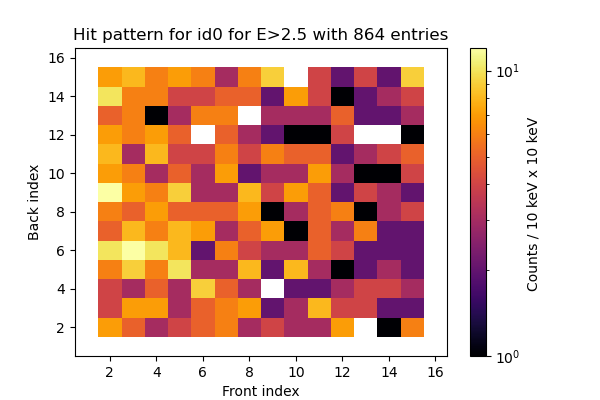 Hit pattern for id0 for E>2.5 with 864 entries
16
14
12
10
8
6
4
2
Back index
2 4 6 8 10 12 14 16
Front index
10¹
10⁰
Counts / 10 keV x 10 keV